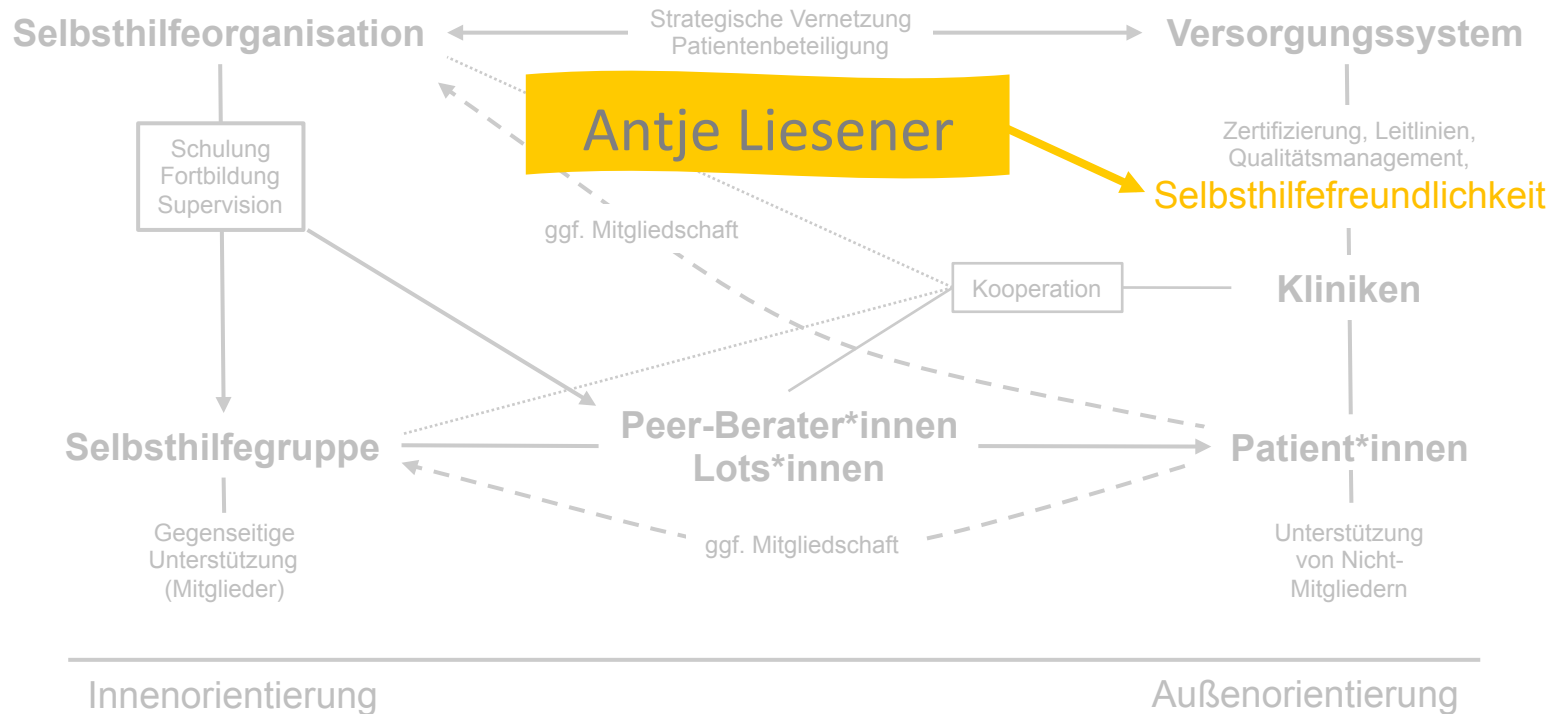 Selbsthilfeorganisation
Strategische Vernetzung
Patientenbeteiligung
Versorgungssystem
Antje Liesener
Schulung
Fortbildung
Supervision
Zertifizierung, Leitlinien,
Qualitätsmanagement,
Selbsthilfefreundlichkeit
ggf. Mitgliedschaft
Kooperation
Kliniken
Selbsthilfegruppe
Peer-Berater*innen
Lots*innen
Patient*innen
Gegenseitige
Unterstützung
(Mitglieder)
ggf. Mitgliedschaft
Unterstützung
von Nicht-
Mitgliedern
Innenorientierung
Außenorientierung